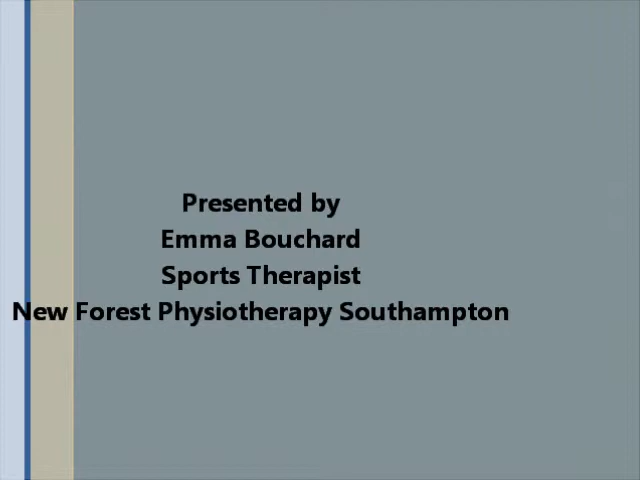 Presented by
Emma Bouchard
Sports Therapist
New Forest Physiotherapy Southampton